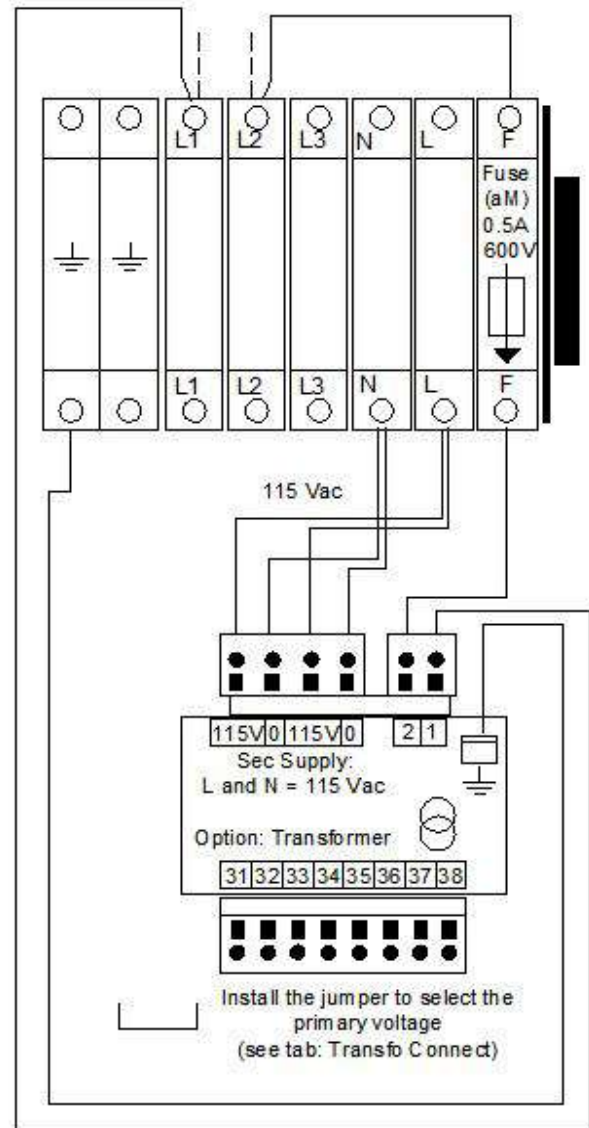 L1 L2 L3 N L F
Fuse
(aM)
0.5A
600V
L1 L2 L3 N L F
115 Vac
115V 0 115V 0 2 1
Sec Supply:
L and N = 115 Vac
Option: Transformer
31 32 33 34 35 36 37 38
Install the jumper to select the
primary voltage
(see tab: Transfo Connect)